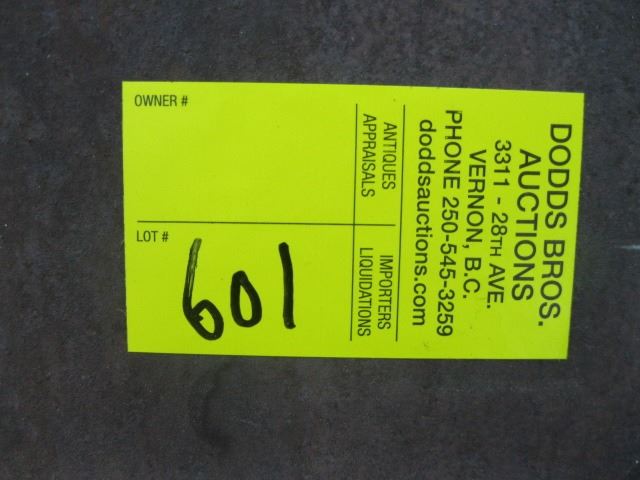 DODDS BROS.
AUCTIONS
3311 - 28TH AVE.
VERNON, B.C.
PHONE 250-545-3259
doddsauctions.com
ANTIQUES
APPRAISALS
IMPORTERS
LIQUIDATIONS
OWNER #
LOT #
601